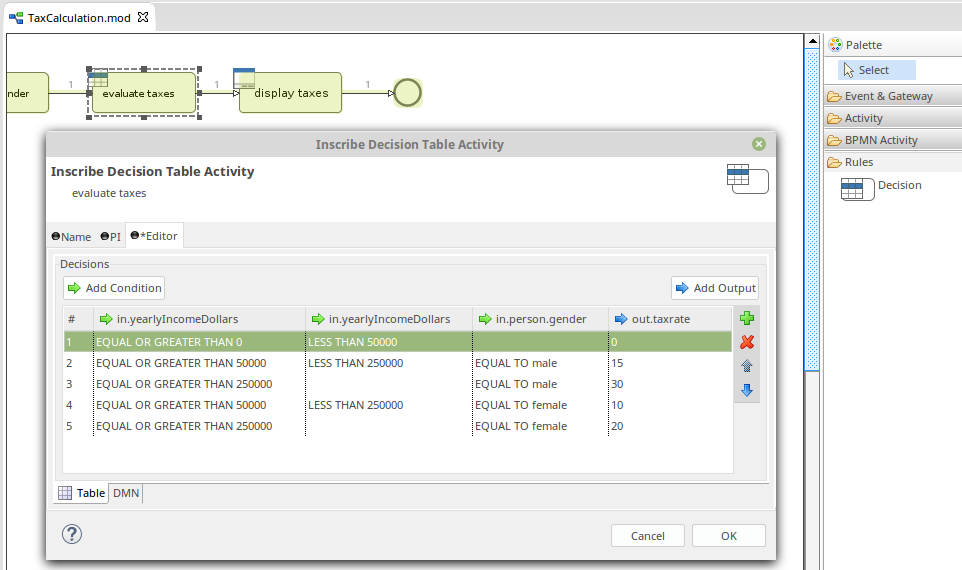 TaxCalculation.mod
nder
1
evaluate taxes
1
display taxes
1
Palette
Select
Event & Gateway
Activity
BPMN Activity
Rules
Decision
Inscribe Decision Table Activity
Inscribe Decision Table Activity
evaluate taxes
Name PI *Editor
Decisions
Add Condition Add Output
# in.yearlyIncomeDollars in.yearlyIncomeDollars in.person.gender out.taxrate
1 EQUAL OR GREATER THAN 0 LESS THAN 50000 0
2 EQUAL OR GREATER THAN 50000 LESS THAN 250000 EQUAL TO male 15
3 EQUAL OR GREATER THAN 250000 EQUAL TO male 30
4 EQUAL OR GREATER THAN 50000 LESS THAN 250000 EQUAL TO female 10
5 EQUAL OR GREATER THAN 250000 EQUAL TO female 20
Table DMN
? Cancel OK